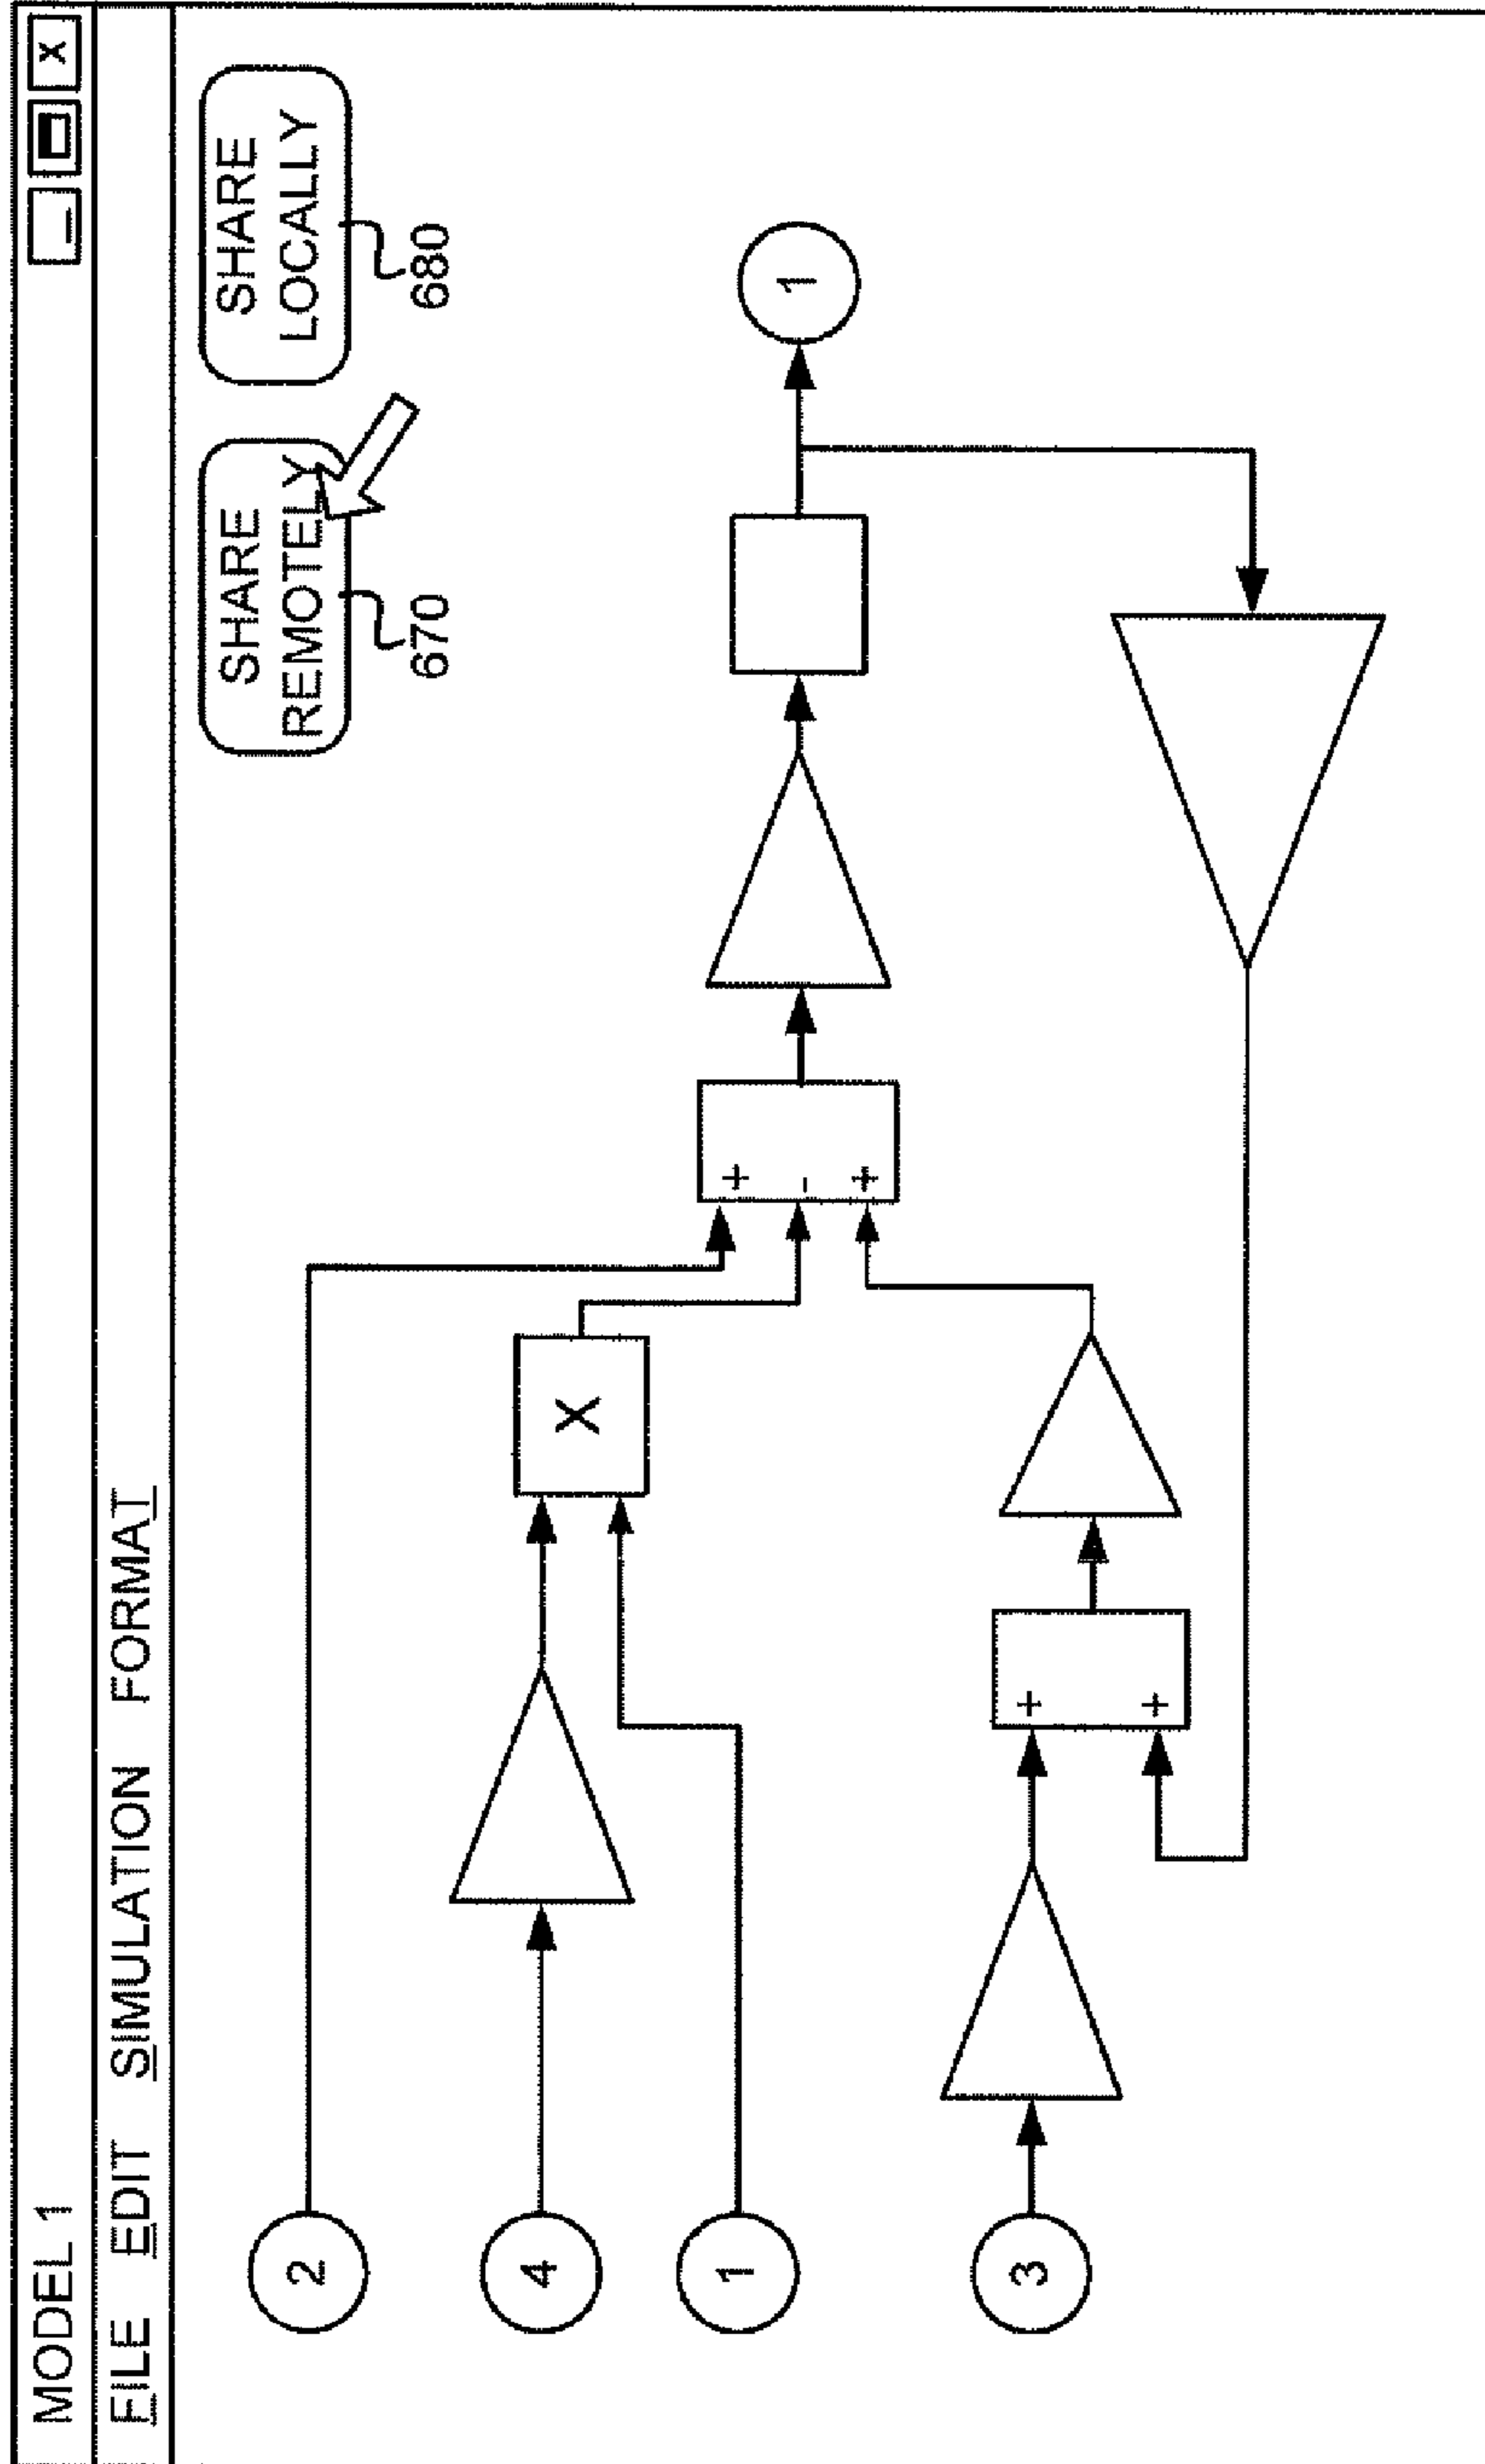 MODEL 1
_ X
FILE EDIT SIMULATION FORMAT
SHARE
REMOTELY
670
SHARE
LOCALLY
680
2
4
X
1
+
-
+
1
3
+
+